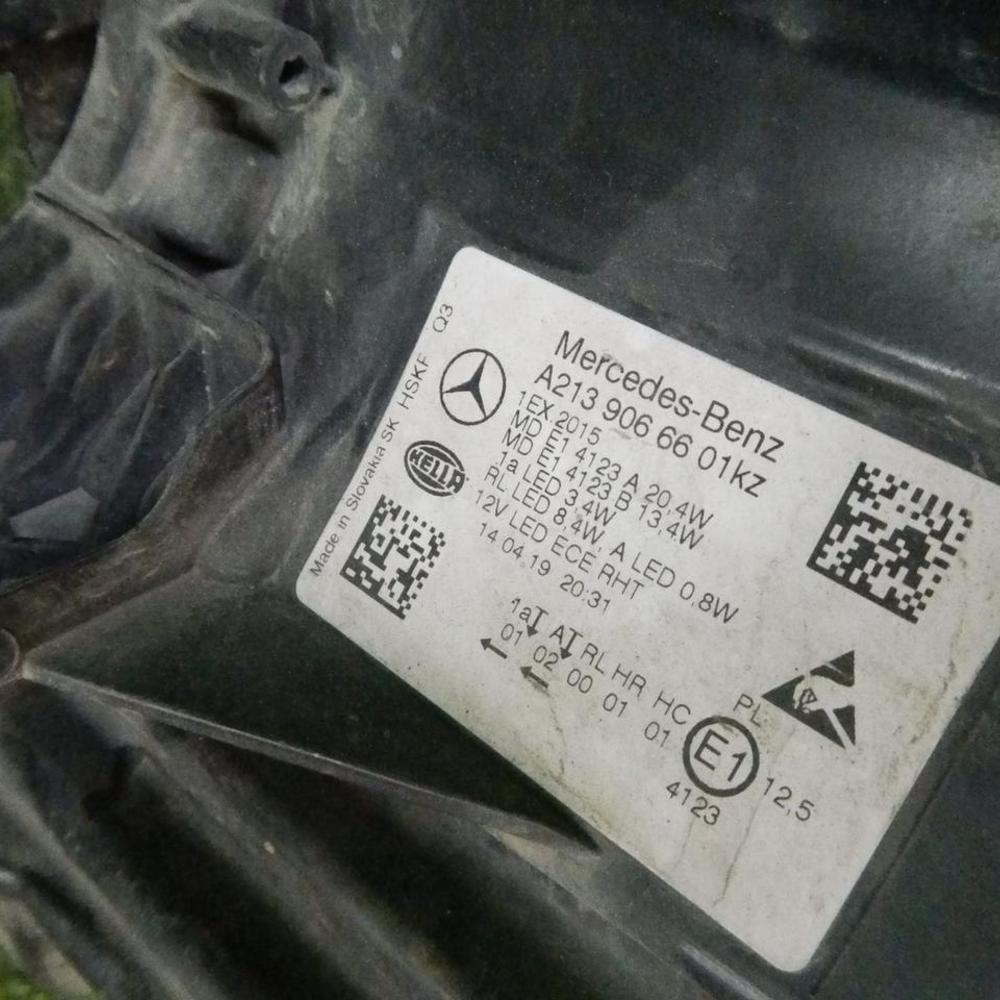 Mercedes-Benz
A213 906 66 01kz
1EX 2015
MD E1 4123 A 20.4W
MD E1 4123 B 13,4W
1a LED 3,4W
RL LED 8.4W, A LED 0,8W
12V LED ECE RHT
14.04.19 20:31
HELLA
Made in Slovakia SK HSKF Q3
1a AT RL HR HC PL
01 02 00 01 01
E1
12,5
4123